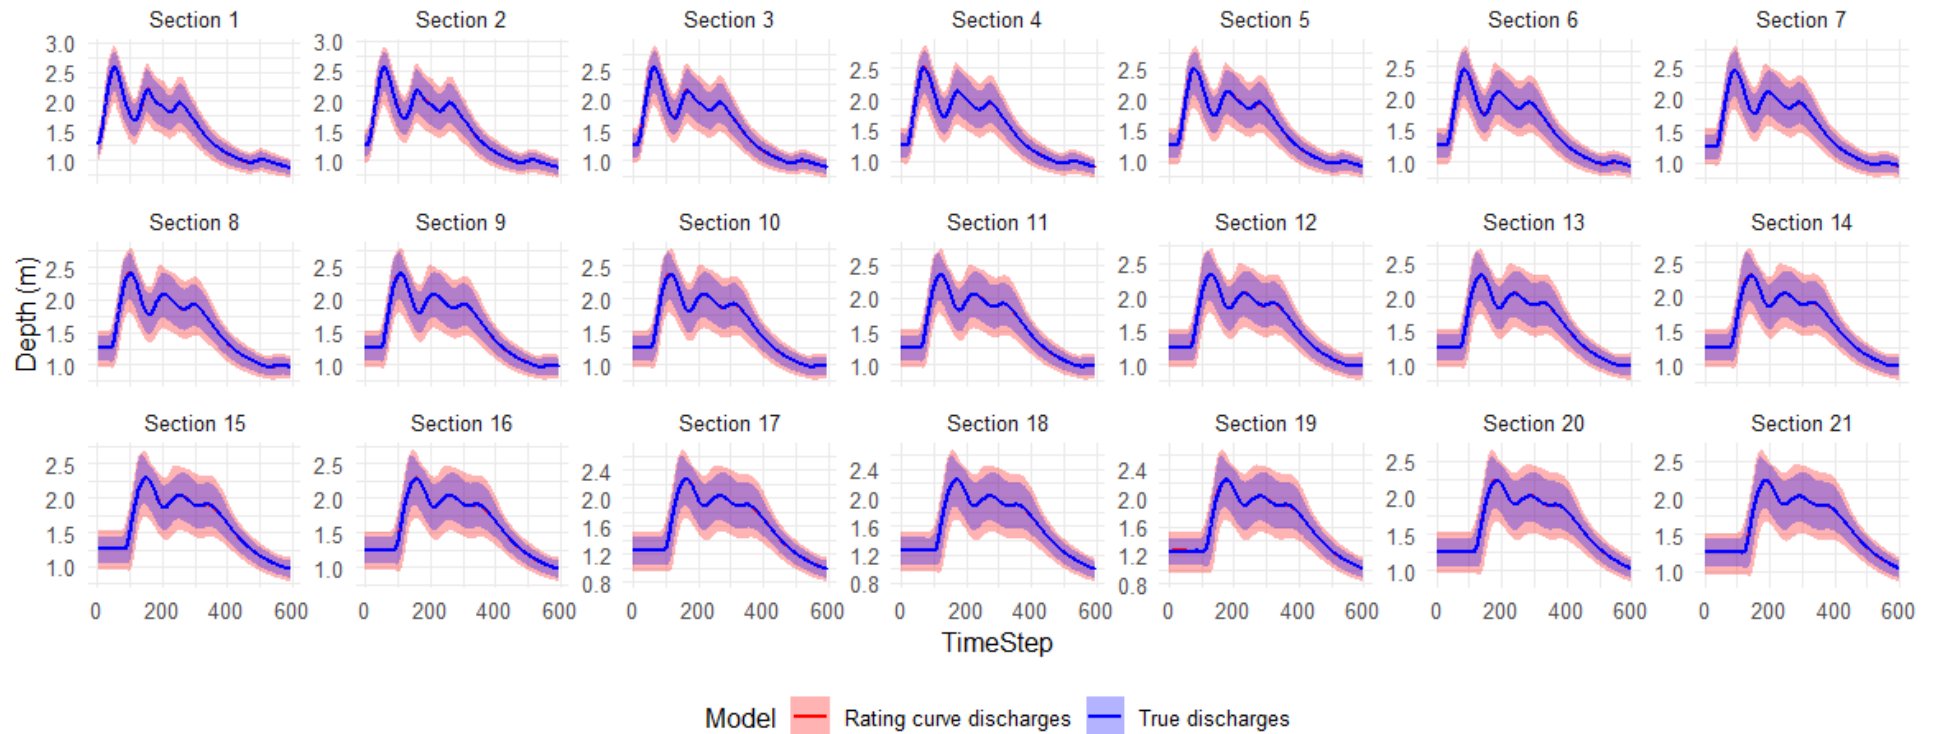 Section 1 Section 2 Section 3 Section 4 Section 5 Section 6 Section 7
3.0 3.0
2.5 2.5 2.5 2.5 2.5 2.5 2.5
2.0 2.0 2.0 2.0 2.0 2.0 2.0
1.5 1.5 1.5 1.5 1.5 1.5 1.5
1.0 1.0 1.0 1.0 1.0 1.0 1.0
Section 8 Section 9 Section 10 Section 11 Section 12 Section 13 Section 14
2.5 2.5 2.5 2.5 2.5 2.5 2.5
2.0 2.0 2.0 2.0 2.0 2.0 2.0
1.5 1.5 1.5 1.5 1.5 1.5 1.5
1.0 1.0 1.0 1.0 1.0 1.0 1.0
Depth (m)
Section 15 Section 16 Section 17 Section 18 Section 19 Section 20 Section 21
2.5 2.5 2.4 2.4 2.4 2.5 2.5
2.0 2.0 2.0 2.0 2.0 2.0 2.0
1.5 1.5 1.6 1.6 1.6 1.5 1.5
1.0 1.0 1.2 1.2 1.2 1.0 1.0
0.8 0.8 0.8
0 200 400 600 0 200 400 600 0 200 400 600 0 200 400 600 0 200 400 600 0 200 400 600 0 200 400 600
TimeStep
Model Rating curve discharges True discharges